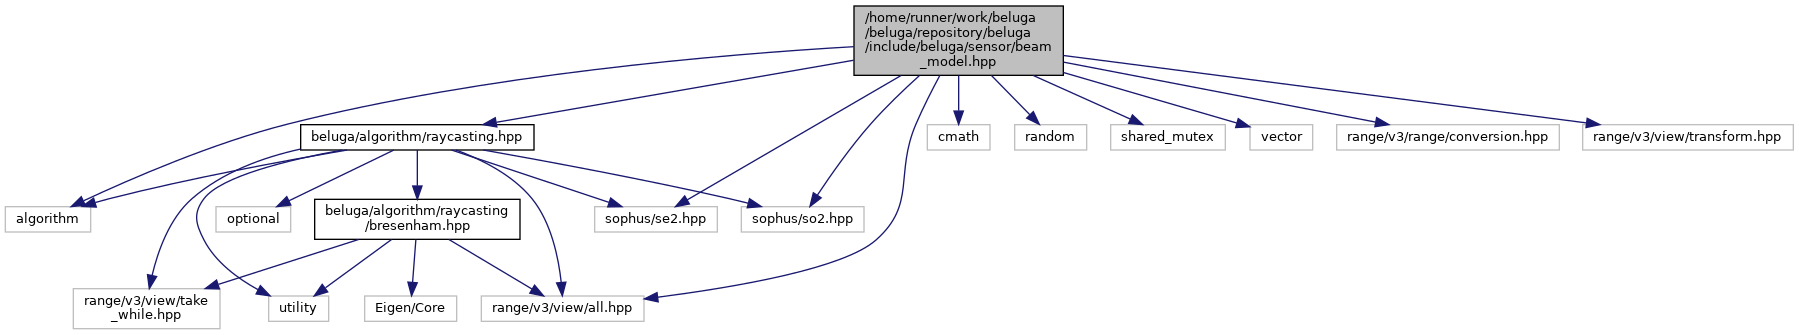 /home/runner/work/beluga
/beluga/repository/beluga
/include/beluga/sensor/beam
_model.hpp
beluga/algorithm/raycasting.hpp
cmath
random
shared_mutex
vector
range/v3/range/conversion.hpp
range/v3/view/transform.hpp
algorithm
optional
beluga/algorithm/raycasting
/bresenham.hpp
sophus/se2.hpp
sophus/so2.hpp
range/v3/view/take
_while.hpp
utility
Eigen/Core
range/v3/view/all.hpp